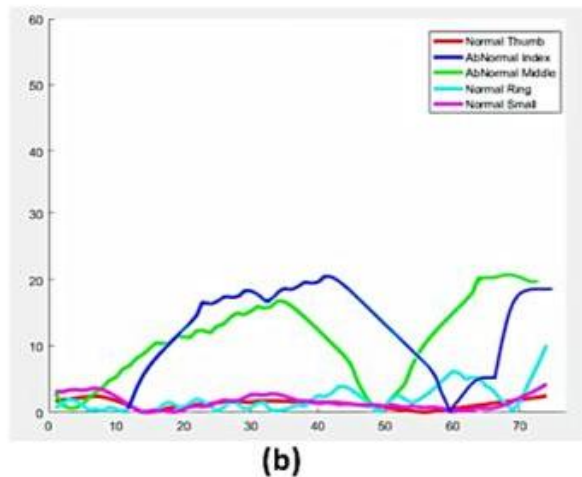 60
50
40
30
20
10
0
0 10 20 30 40 50 60 70
Normal Thumb
AbNormal Index
AbNormal Middle
Normal Ring
Normal Small
(b)